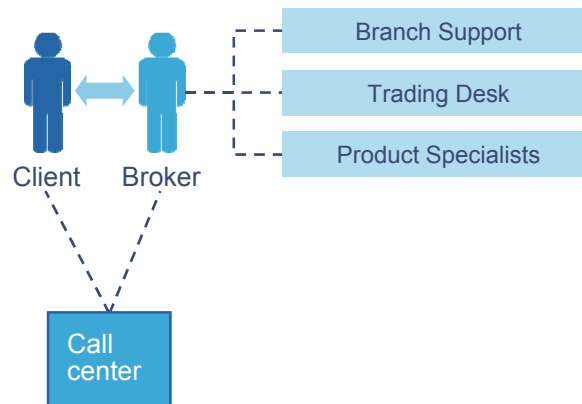 Branch Support
Trading Desk
Product Specialists
Client
Broker
Call
center